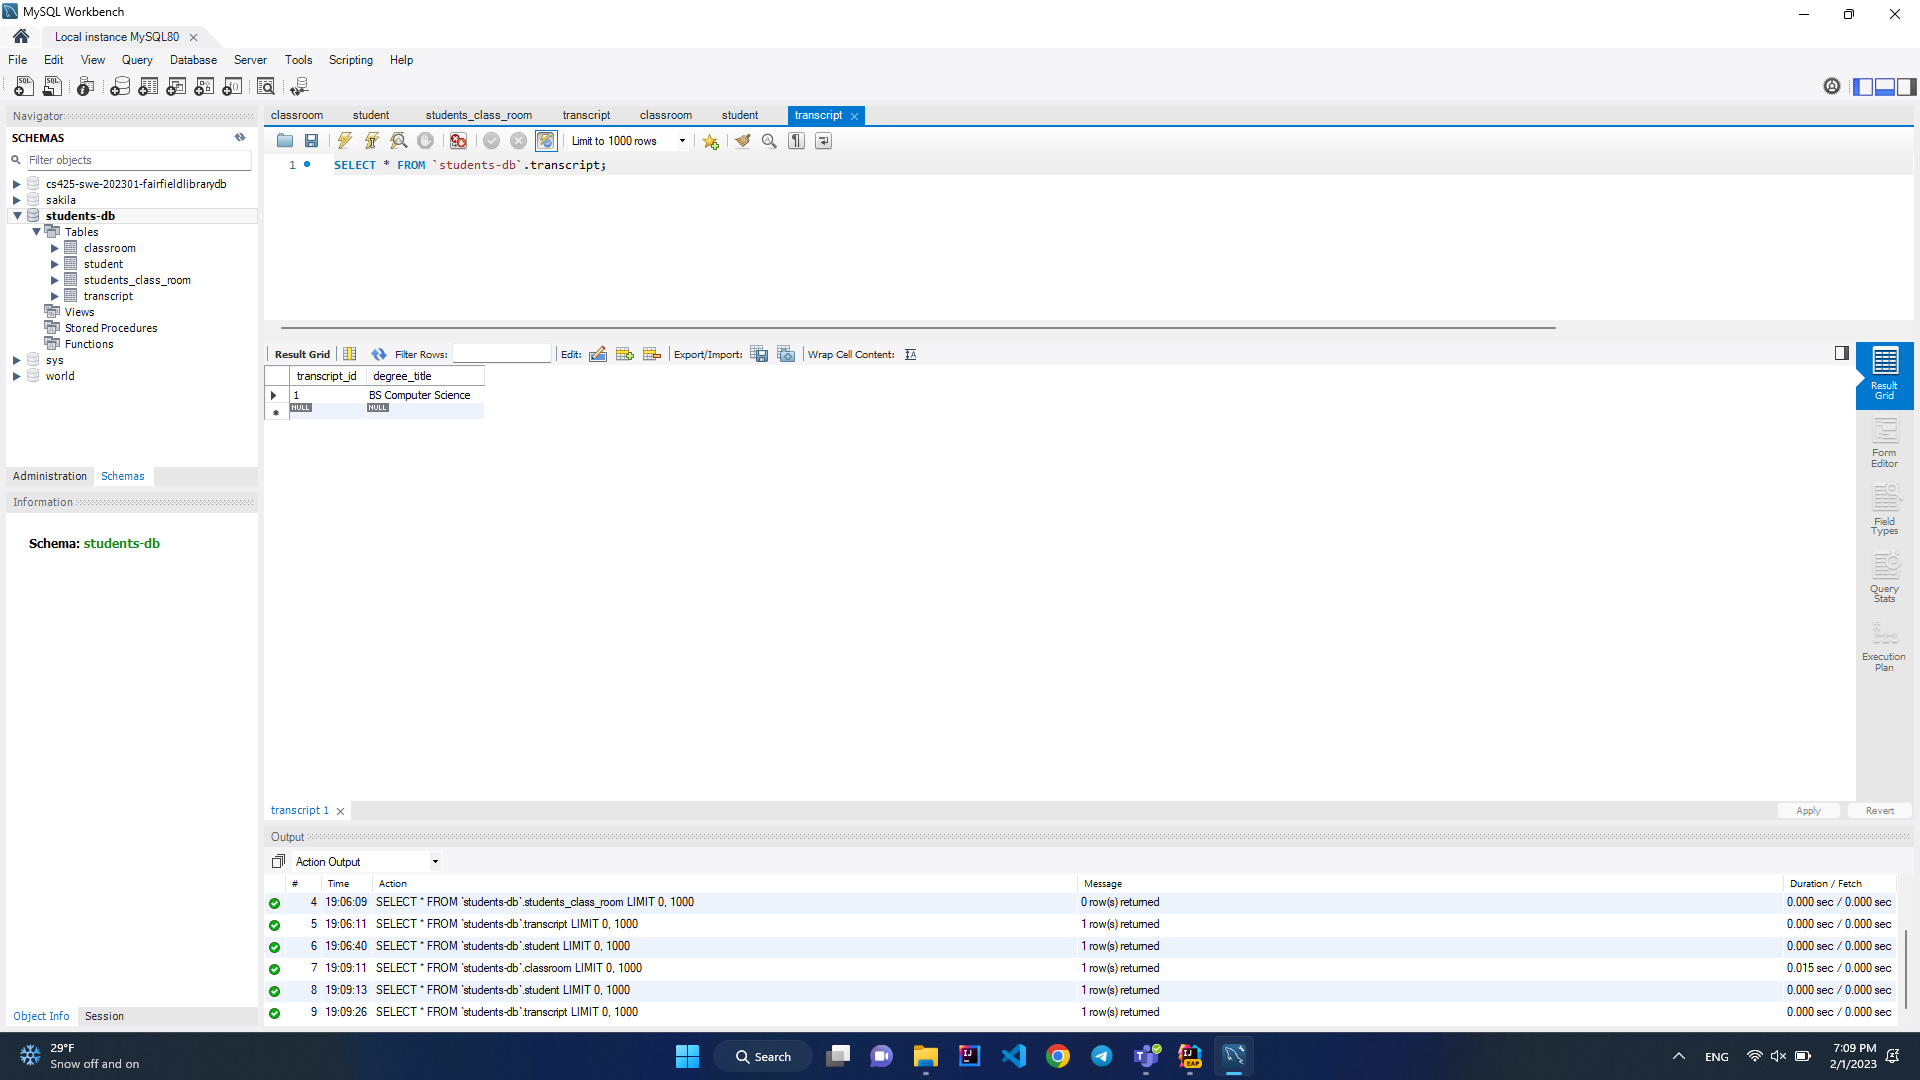 MySQL Workbench
Local instance MySQL80
File Edit View Query Database Server Tools Scripting Help
Navigator
SCHEMAS
Filter objects
cs425-swe-202301-fairfieldlibrarydb
sakila
students-db
Tables
classroom
student
students_class_room
transcript
Views
Stored Procedures
Functions
sys
world
Administration Schemas
Information
Schema: students-db
Object Info Session
classroom student students_class_room transcript classroom student transcript
Limit to 1000 rows
1 SELECT * FROM `students-db`.transcript;
Result Grid Filter Rows: Edit: Export/Import: Wrap Cell Content:
transcript_id degree_title
1 BS Computer Science
NULL NULL
Result Grid
Form Editor
Field Types
Query Stats
Execution Plan
transcript 1
Apply Revert
Output
Action Output
# Time Action Message Duration / Fetch
4 19:06:09 SELECT * FROM `students-db`.students_class_room LIMIT 0, 1000 0 row(s) returned 0.000 sec / 0.000 sec
5 19:06:11 SELECT * FROM `students-db`.transcript LIMIT 0, 1000 1 row(s) returned 0.000 sec / 0.000 sec
6 19:06:40 SELECT * FROM `students-db`.student LIMIT 0, 1000 1 row(s) returned 0.000 sec / 0.000 sec
7 19:09:11 SELECT * FROM `students-db`.classroom LIMIT 0, 1000 1 row(s) returned 0.015 sec / 0.000 sec
8 19:09:13 SELECT * FROM `students-db`.student LIMIT 0, 1000 1 row(s) returned 0.000 sec / 0.000 sec
9 19:09:26 SELECT * FROM `students-db`.transcript LIMIT 0, 1000 1 row(s) returned 0.000 sec / 0.000 sec
29°F
Snow off and on
Search
ENG
7:09 PM
2/1/2023